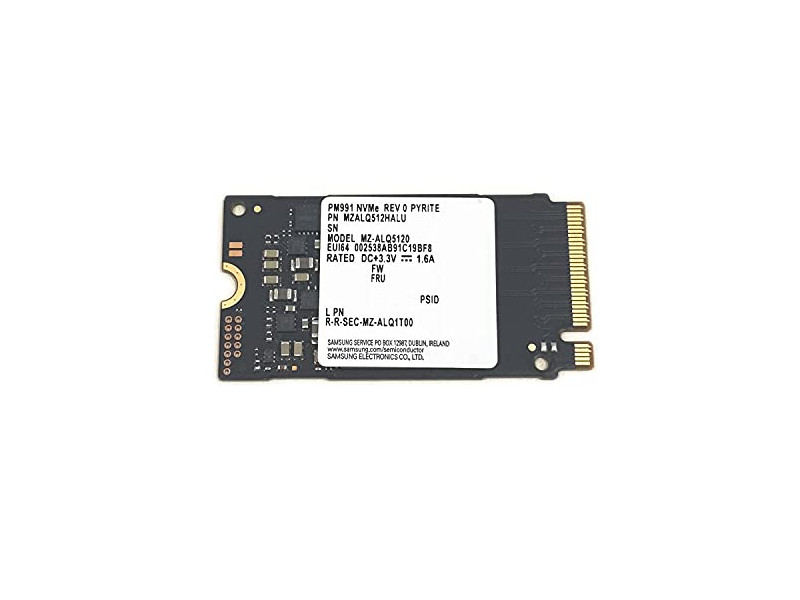 PM991 NVMe REV 0 PYRITE
PN MZALQ512HALU
SN
MODEL MZ-ALQ5120
EUI64 002538AB91C19BF8
RATED DC+3.3V ⎓ 1.6A
FW
FRU
PSID
L PN
R-R-SEC-MZ-ALQ1T00
SAMSUNG SERVICE PO BOX 12987, DUBLIN, IRELAND
www.samsung.com/semiconductor
SAMSUNG ELECTRONICS CO., LTD.